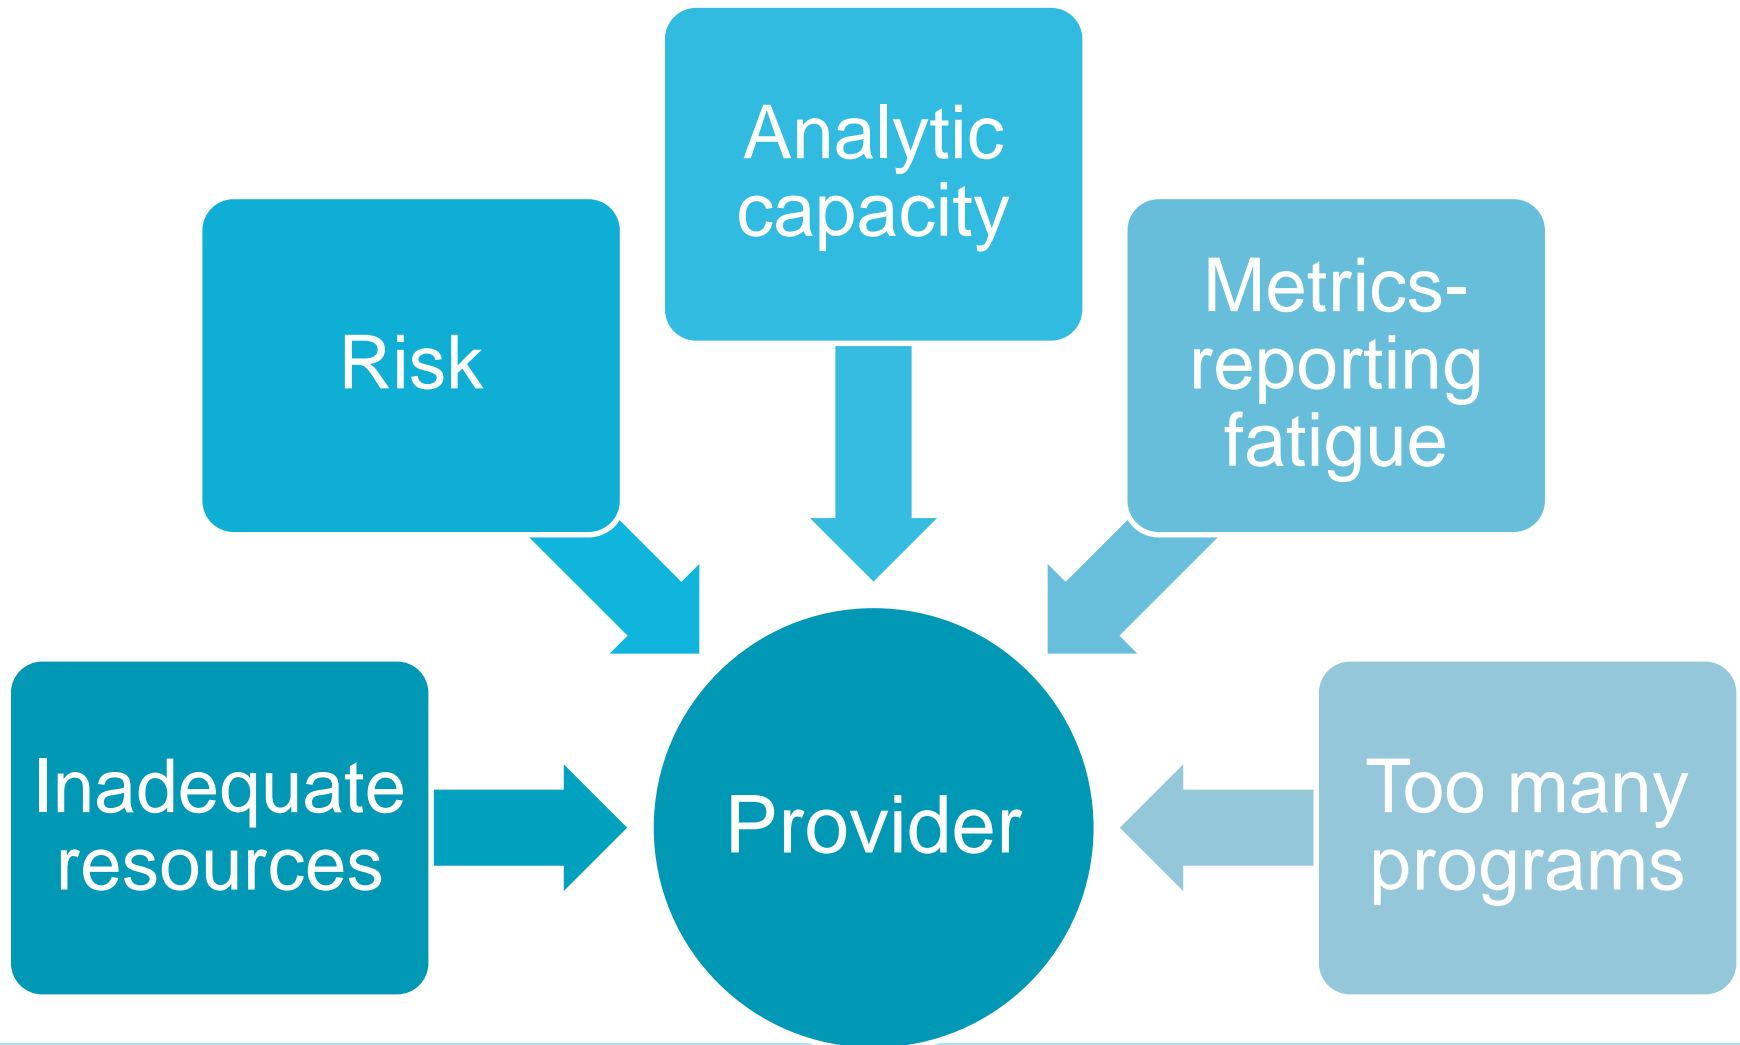 Analytic
capacity
Risk
Metrics-
reporting
fatigue
Inadequate
resources
Provider
Too many
programs